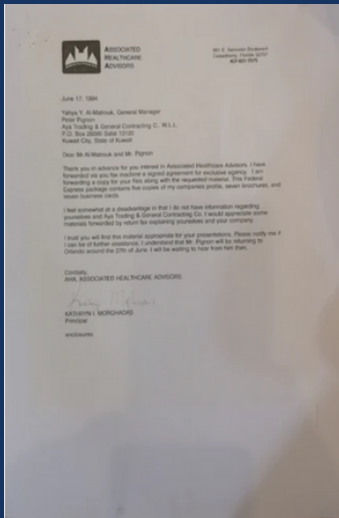 ASSOCIATED
HEALTHCARE
ADVISORS
June 17, 1994
Yahya Y. Al-Matrouk, General Manager
Peter Pignon
Aya Trading & General Contracting C., W.L.L.
P.O. Box Safat
Kuwait City, State of Kuwait
Dear Mr. Al-Matrouk and Mr. Pignon
Thank you in advance for you interest in Associated Healthcare Advisors. I have
forwarded via you fax machine a signed agreement for exclusive agency. I am
forwarding a copy for your files along with the requested material. This Federal
Express package contains five copies of my companies profile, seven brochures, and
seven business cards.
I feel somewhat at a disadvantage in that I do not have information regarding
yourselves and Aya Trading & General Contracting Co. I would appreciate some
materials forwarded by return fax explaining yourselves and your company.
I trust you will find this material appropriate for your presentations. Please notify me if
I can be of further assistance. I understand that Mr. Pignon will be returning to
Orlando around the 27th of June. I will be waiting to hear from him then.
Cordially,
AHA, ASSOCIATED HEALTHCARE ADVISORS
KATHRYN I. MORGHADAS
Principal
enclosures